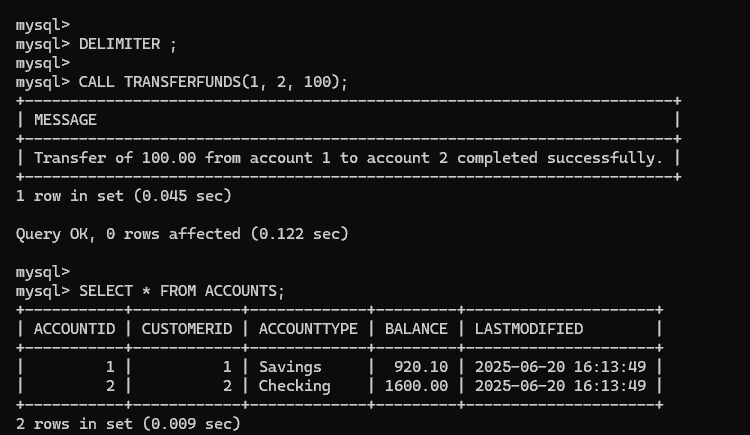 mysql>
mysql> DELIMITER ;
mysql>
mysql> CALL TRANSFERFUNDS(1, 2, 100);
+------------------------------------------------------------------------+
| MESSAGE                                                                |
+------------------------------------------------------------------------+
| Transfer of 100.00 from account 1 to account 2 completed successfully. |
+------------------------------------------------------------------------+
1 row in set (0.045 sec)

Query OK, 0 rows affected (0.122 sec)

mysql>
mysql> SELECT * FROM ACCOUNTS;
+-----------+------------+-------------+---------+---------------------+
| ACCOUNTID | CUSTOMERID | ACCOUNTTYPE | BALANCE | LASTMODIFIED        |
+-----------+------------+-------------+---------+---------------------+
|         1 |          1 | Savings     |  920.10 | 2025-06-20 16:13:49 |
|         2 |          2 | Checking    | 1600.00 | 2025-06-20 16:13:49 |
+-----------+------------+-------------+---------+---------------------+
2 rows in set (0.009 sec)